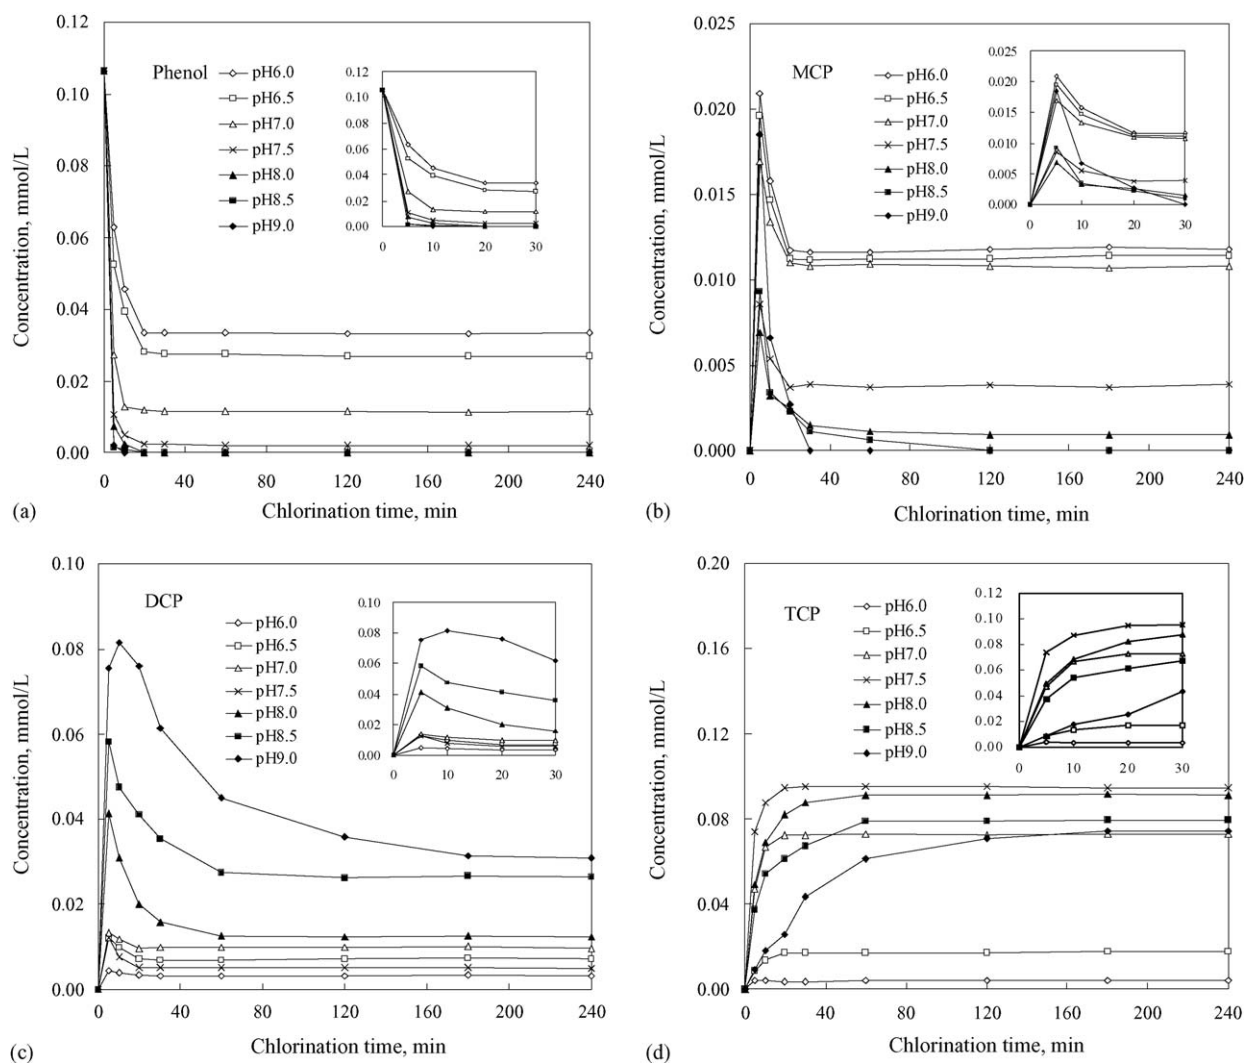 0.12
0.10
0.08
0.06
0.04
0.02
0.00
Concentration, mmol/L
Phenol
pH6.0
pH6.5
pH7.0
pH7.5
pH8.0
pH8.5
pH9.0
0.12
0.10
0.08
0.06
0.04
0.02
0.00
0 10 20 30
0 40 80 120 160 200 240
(a) Chlorination time, min
0.025
0.020
0.015
0.010
0.005
0.000
Concentration, mmol/L
MCP
pH6.0
pH6.5
pH7.0
pH7.5
pH8.0
pH8.5
pH9.0
0.025
0.020
0.015
0.010
0.005
0.000
0 10 20 30
0 40 80 120 160 200 240
(b) Chlorination time, min
0.10
0.08
0.06
0.04
0.02
0.00
Concentration, mmol/L
DCP
pH6.0
pH6.5
pH7.0
pH7.5
pH8.0
pH8.5
pH9.0
0.10
0.08
0.06
0.04
0.02
0.00
0 10 20 30
0 40 80 120 160 200 240
(c) Chlorination time, min
0.20
0.16
0.12
0.08
0.04
0.00
Concentration, mmol/L
TCP
pH6.0
pH6.5
pH7.0
pH7.5
pH8.0
pH8.5
pH9.0
0.12
0.10
0.08
0.06
0.04
0.02
0.00
0 10 20 30
0 40 80 120 160 200 240
(d) Chlorination time, min